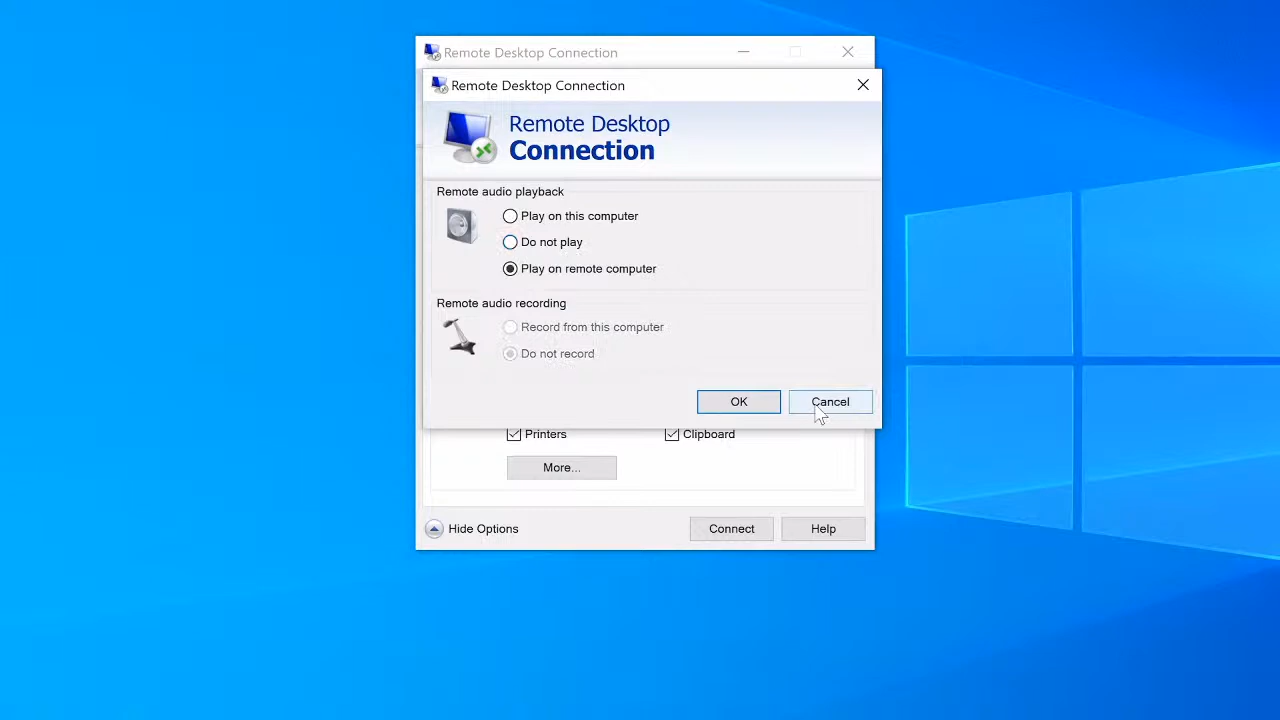 Remote Desktop Connection
Remote Desktop Connection
Remote Desktop
Connection
Remote audio playback
Play on this computer
Do not play
Play on remote computer
Remote audio recording
Record from this computer
Do not record
OK Cancel
Printers Clipboard
More...
Hide Options Connect Help